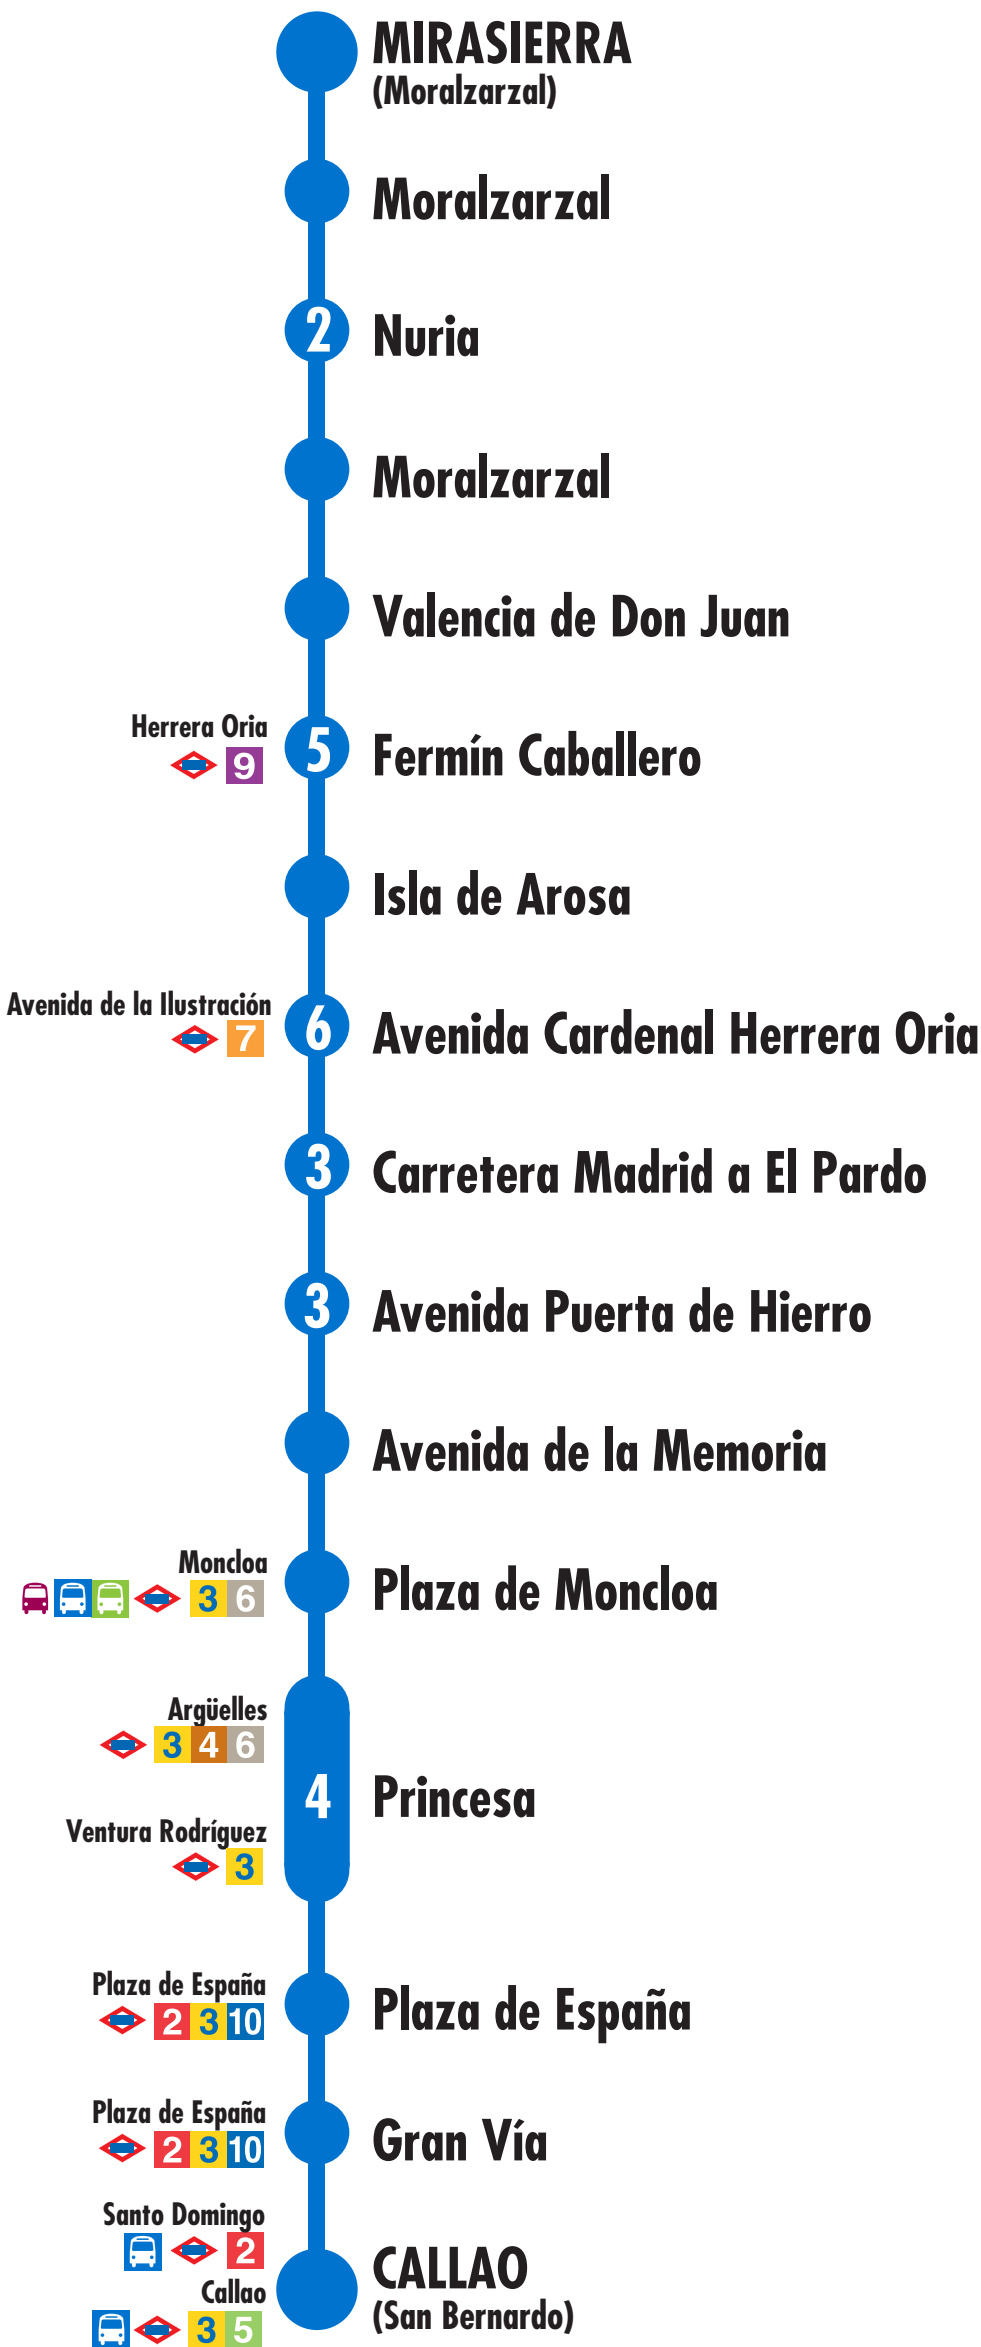 MIRASIERRA
(Moralzarzal)
Moralzarzal
2 Nuria
Moralzarzal
Valencia de Don Juan
Herrera Oria
9
5 Fermín Caballero
Isla de Arosa
Avenida de la Ilustración
7
6 Avenida Cardenal Herrera Oria
3 Carretera Madrid a El Pardo
3 Avenida Puerta de Hierro
Avenida de la Memoria
Moncloa
3 6
Plaza de Moncloa
Argüelles
3 4 6
4 Princesa
Ventura Rodríguez
3
Plaza de España
2 3 10
Plaza de España
Plaza de España
2 3 10
Gran Vía
Santo Domingo
2
Callao
3 5
CALLAO
(San Bernardo)